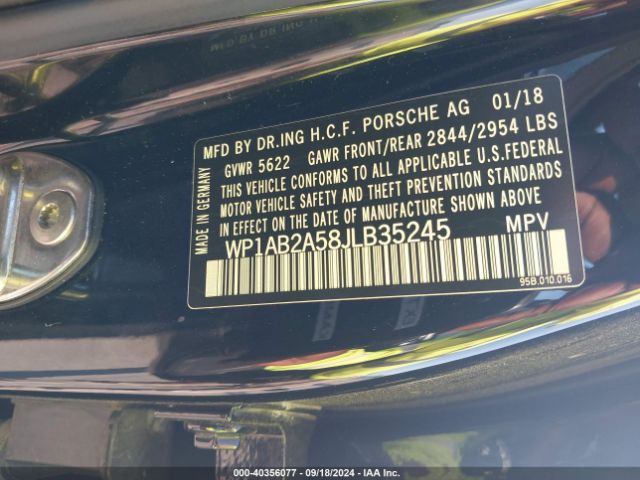 MFD BY DR.ING H.C.F. PORSCHE AG 01/18
GVWR 5622 GAWR FRONT/REAR 2844/2954 LBS
THIS VEHICLE CONFORMS TO ALL APPLICABLE U.S.FEDERAL
MOTOR VEHICLE SAFETY AND THEFT PREVENTION STANDARDS
IN EFFECT ON THE DATE OF MANUFACTURE SHOWN ABOVE
WP1AB2A58JLB35245 MPV
MADE IN GERMANY
95B.010.016
000-40356077 - 09/18/2024 - IAA Inc.